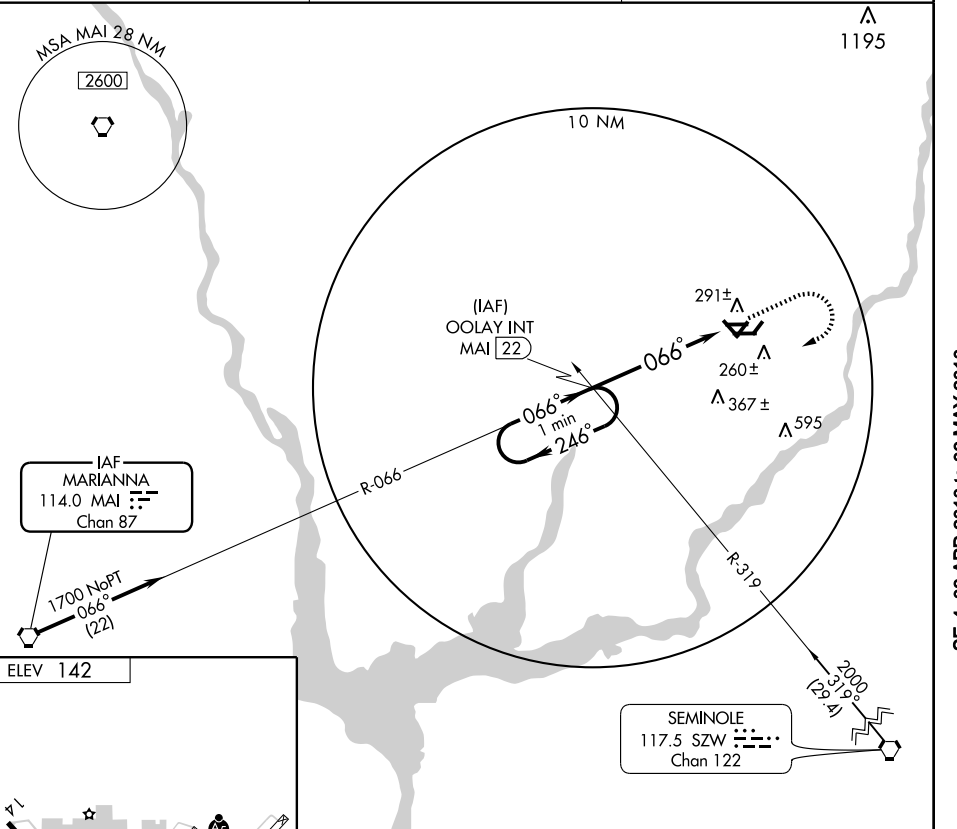 MSA MAI 28 NM
2600
1195
10 NM
(IAF)
OOLAY INT
MAI 22
291±
066°
260±
367±
595
066°
1 min
246°
R-066
IAF
MARIANNA
114.0 MAI
Chan 87
1700 NoPT
066°
(22)
R-319
2000
319°
(29.4)
SEMINOLE
117.5 SZW
Chan 122
ELEV 142
14